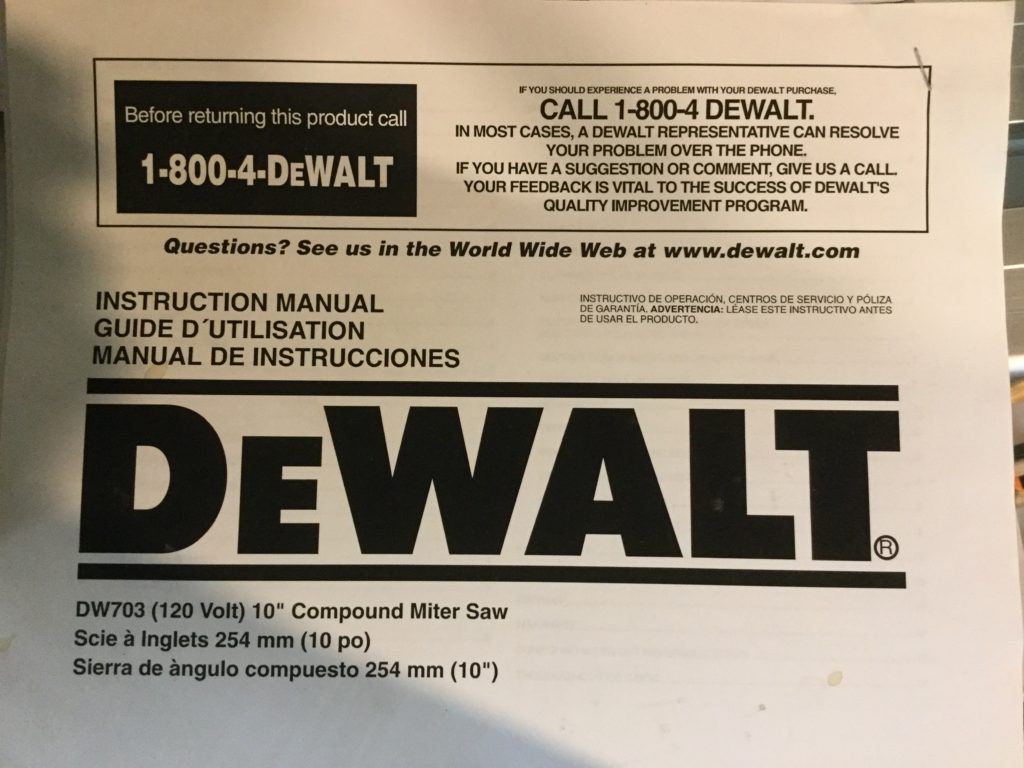 Before returning this product call
1-800-4-DEWALT
IF YOU SHOULD EXPERIENCE A PROBLEM WITH YOUR DEWALT PURCHASE,
CALL 1-800-4 DEWALT.
IN MOST CASES, A DEWALT REPRESENTATIVE CAN RESOLVE
YOUR PROBLEM OVER THE PHONE.
IF YOU HAVE A SUGGESTION OR COMMENT, GIVE US A CALL.
YOUR FEEDBACK IS VITAL TO THE SUCCESS OF DEWALT'S
QUALITY IMPROVEMENT PROGRAM.
Questions? See us in the World Wide Web at www.dewalt.com
INSTRUCTION MANUAL
GUIDE D´UTILISATION
MANUAL DE INSTRUCCIONES
INSTRUCTIVO DE OPERACIÓN, CENTROS DE SERVICIO Y PÓLIZA
DE GARANTÍA. ADVERTENCIA: LÉASE ESTE INSTRUCTIVO ANTES
DE USAR EL PRODUCTO.
DEWALT®
DW703 (120 Volt) 10" Compound Miter Saw
Scie à Inglets 254 mm (10 po)
Sierra de àngulo compuesto 254 mm (10")